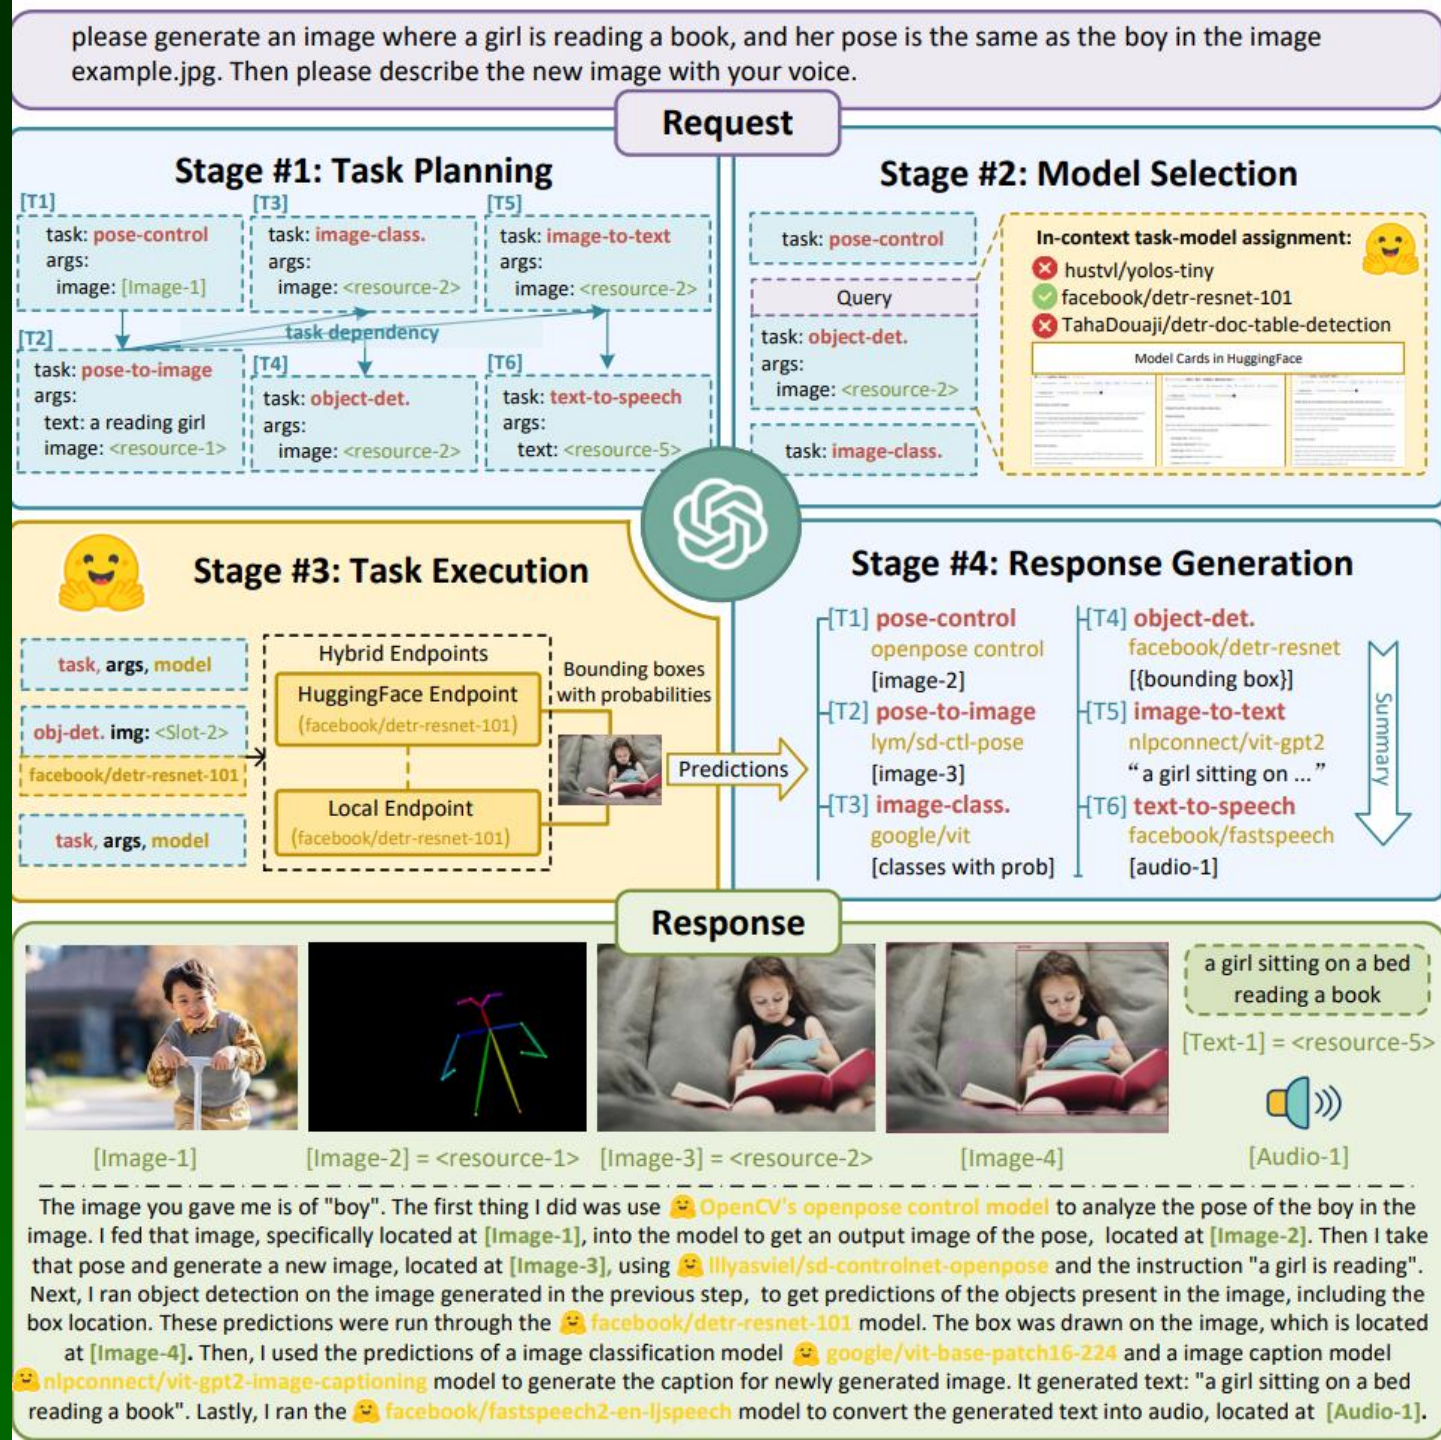 please generate an image where a girl is reading a book, and her pose is the same as the boy in the image
example.jpg. Then please describe the new image with your voice.
Request
Stage #1: Task Planning
[T1]
task: pose-control
args:
image: [Image-1]
[T3]
task: image-class.
args:
image: <resource-2>
[T5]
task: image-to-text
args:
image: <resource-2>
task dependency
[T2]
task: pose-to-image
args:
text: a reading girl
image: <resource-1>
[T4]
task: object-det.
args:
image: <resource-2>
[T6]
task: text-to-speech
args:
text: <resource-5>
Stage #2: Model Selection
task: pose-control
Query
task: object-det.
args:
image: <resource-2>
task: image-class.
In-context task-model assignment:
hustvl/yolos-tiny
facebook/detr-resnet-101
TahaDouaji/detr-doc-table-detection
Model Cards in HuggingFace
Stage #3: Task Execution
task, args, model
obj-det. img: <Slot-2>
facebook/detr-resnet-101
task, args, model
Hybrid Endpoints
HuggingFace Endpoint
(facebook/detr-resnet-101)
Local Endpoint
(facebook/detr-resnet-101)
Bounding boxes
with probabilities
Predictions
Stage #4: Response Generation
[T1] pose-control
openpose control
[image-2]
[T2] pose-to-image
lym/sd-ctl-pose
[image-3]
[T3] image-class.
google/vit
[classes with prob]
[T4] object-det.
facebook/detr-resnet
[{bounding box}]
[T5] image-to-text
nlpconnect/vit-gpt2
“ a girl sitting on ... ”
[T6] text-to-speech
facebook/fastspeech
[audio-1]
Summary
Response
a girl sitting on a bed
reading a book
[Text-1] = <resource-5>
[Image-1]
[Image-2] = <resource-1>
[Image-3] = <resource-2>
[Image-4]
[Audio-1]
The image you gave me is of "boy". The first thing I did was use OpenCV's openpose control model to analyze the pose of the boy in the
image. I fed that image, specifically located at [Image-1], into the model to get an output image of the pose, located at [Image-2]. Then I take
that pose and generate a new image, located at [Image-3], using lllyasviel/sd-controlnet-openpose and the instruction "a girl is reading".
Next, I ran object detection on the image generated in the previous step, to get predictions of the objects present in the image, including the
box location. These predictions were run through the facebook/detr-resnet-101 model. The box was drawn on the image, which is located
at [Image-4]. Then, I used the predictions of a image classification model google/vit-base-patch16-224 and a image caption model
nlpconnect/vit-gpt2-image-captioning model to generate the caption for newly generated image. It generated text: "a girl sitting on a bed
reading a book". Lastly, I ran the facebook/fastspeech2-en-ljspeech model to convert the generated text into audio, located at [Audio-1].